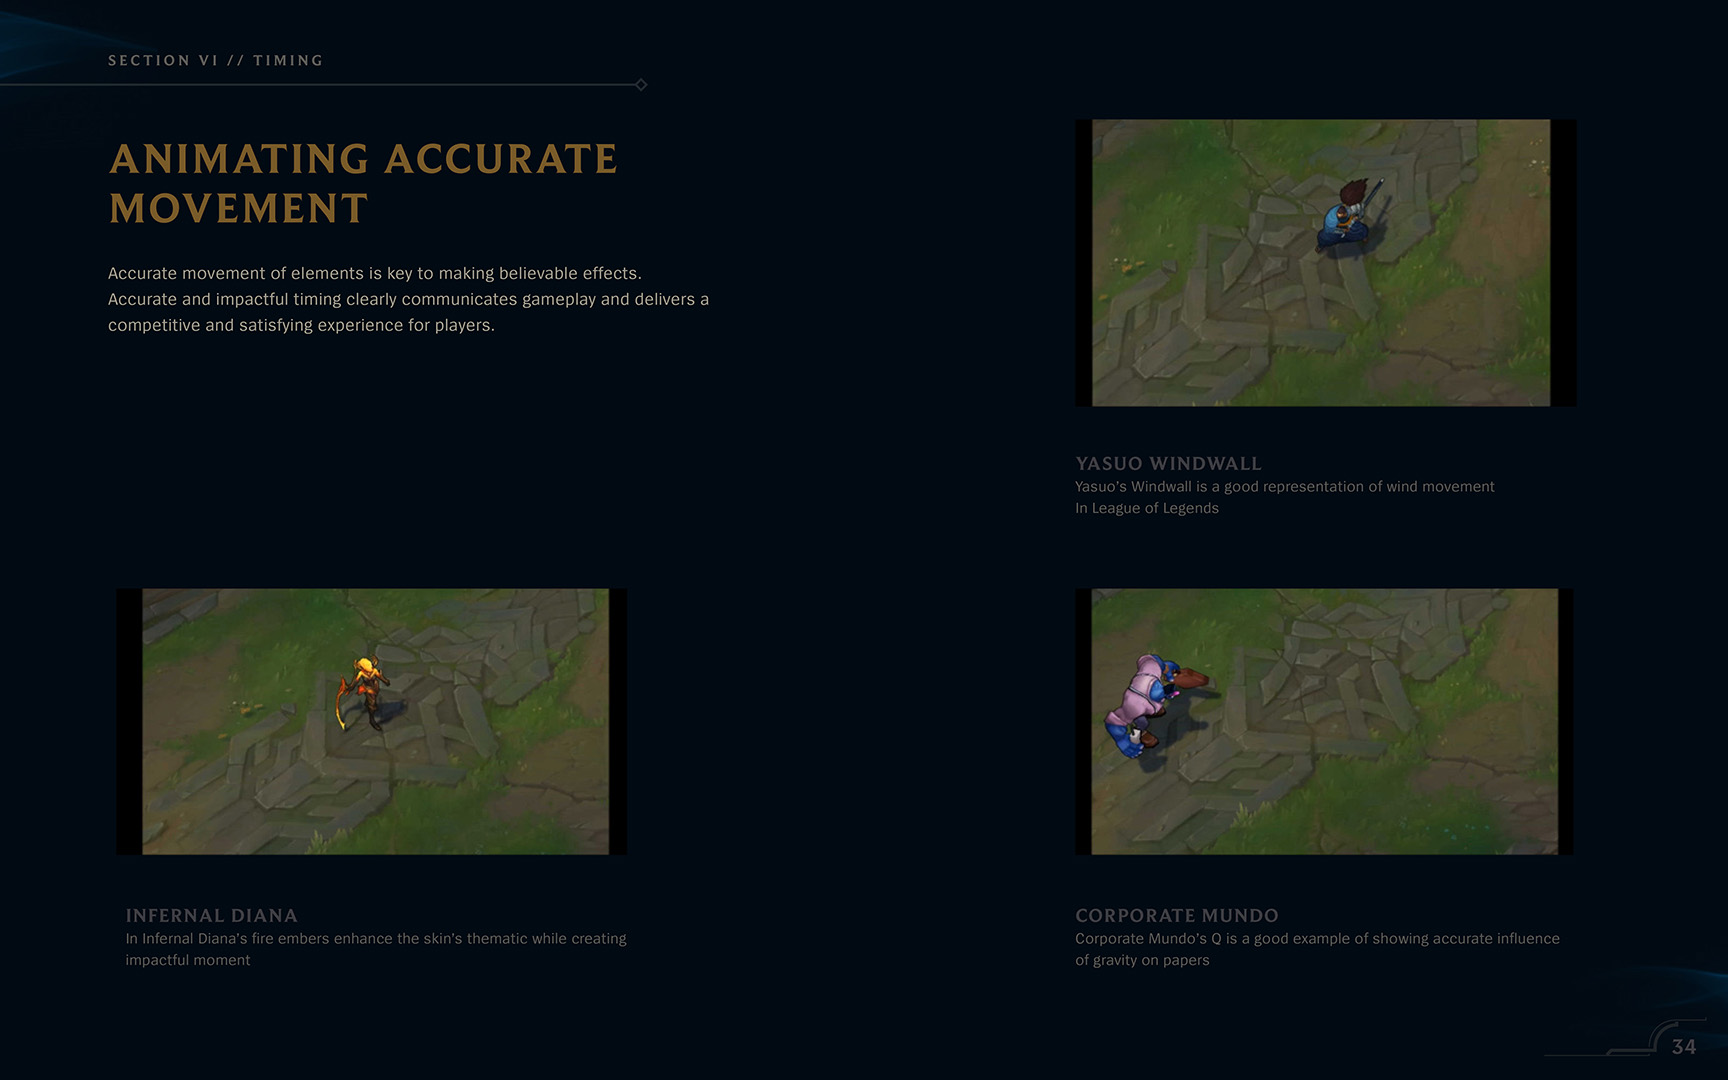 SECTION VI // TIMING
ANIMATING ACCURATE
MOVEMENT
Accurate movement of elements is key to making believable effects.
Accurate and impactful timing clearly communicates gameplay and delivers a
competitive and satisfying experience for players.
YASUO WINDWALL
Yasuo's Windwall is a good representation of wind movement
In League of Legends
INFERNAL DIANA
In Infernal Diana's fire embers enhance the skin's thematic while creating
impactful moment
CORPORATE MUNDO
Corporate Mundo's Q is a good example of showing accurate influence
of gravity on papers
34